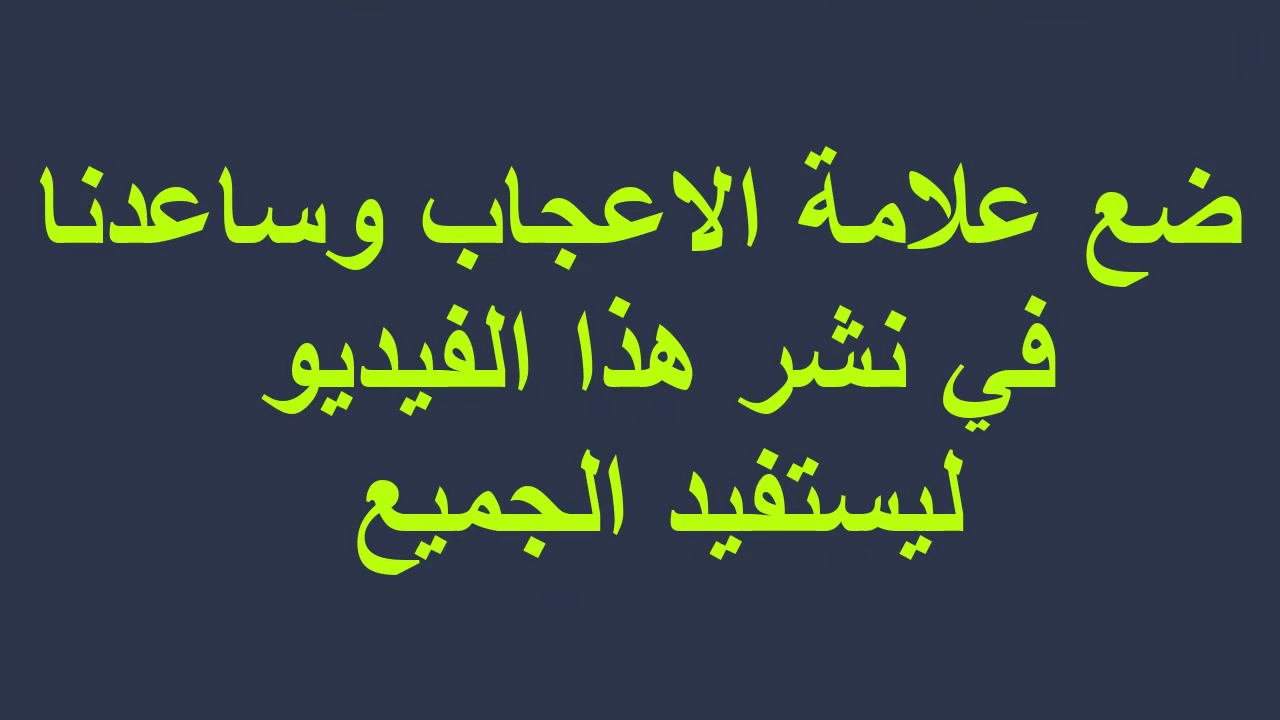 ضع علامة الاعجاب وساعدنا
في نشر هذا الفيديو
ليستفيد الجميع